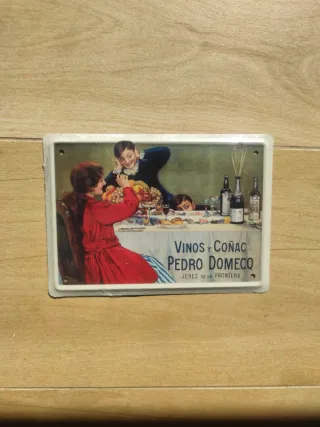 VINOS Y COÑAC
PEDRO DOMECQ
JEREZ DE LA FRONTERA